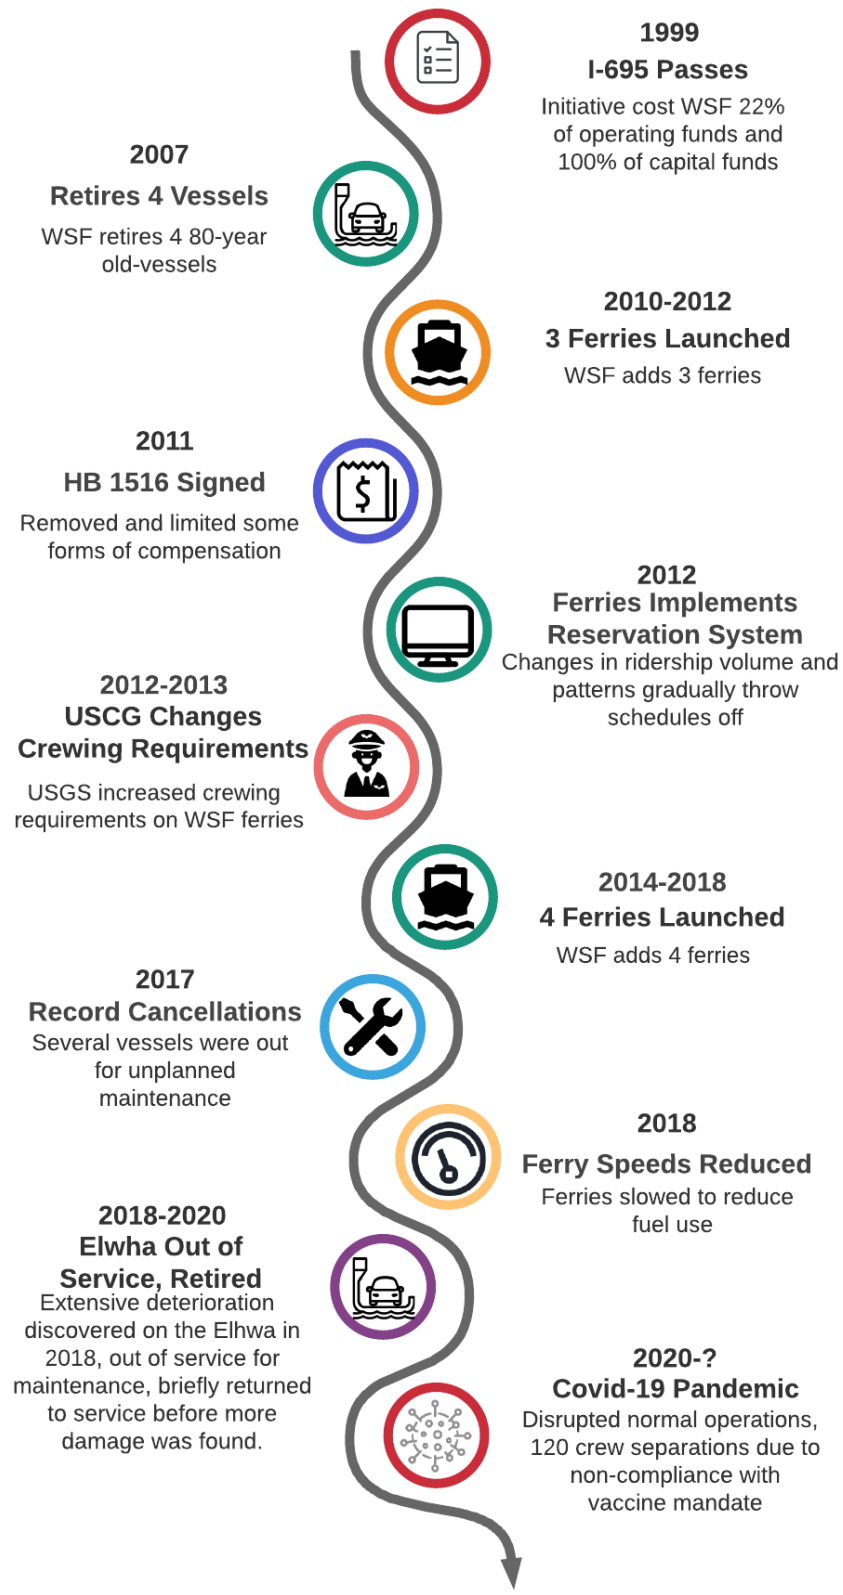 1999
I-695 Passes
Initiative cost WSF 22%
of operating funds and
100% of capital funds
2007
Retires 4 Vessels
WSF retires 4 80-year
old-vessels
2010-2012
3 Ferries Launched
WSF adds 3 ferries
2011
HB 1516 Signed
Removed and limited some
forms of compensation
2012
Ferries Implements
Reservation System
Changes in ridership volume and
patterns gradually throw
schedules off
2012-2013
USCG Changes
Crewing Requirements
USGS increased crewing
requirements on WSF ferries
2014-2018
4 Ferries Launched
WSF adds 4 ferries
2017
Record Cancellations
Several vessels were out
for unplanned
maintenance
2018
Ferry Speeds Reduced
Ferries slowed to reduce
fuel use
2018-2020
Elwha Out of
Service, Retired
Extensive deterioration
discovered on the Elhwa in
2018, out of service for
maintenance, briefly returned
to service before more
damage was found.
2020-?
Covid-19 Pandemic
Disrupted normal operations,
120 crew separations due to
non-compliance with
vaccine mandate